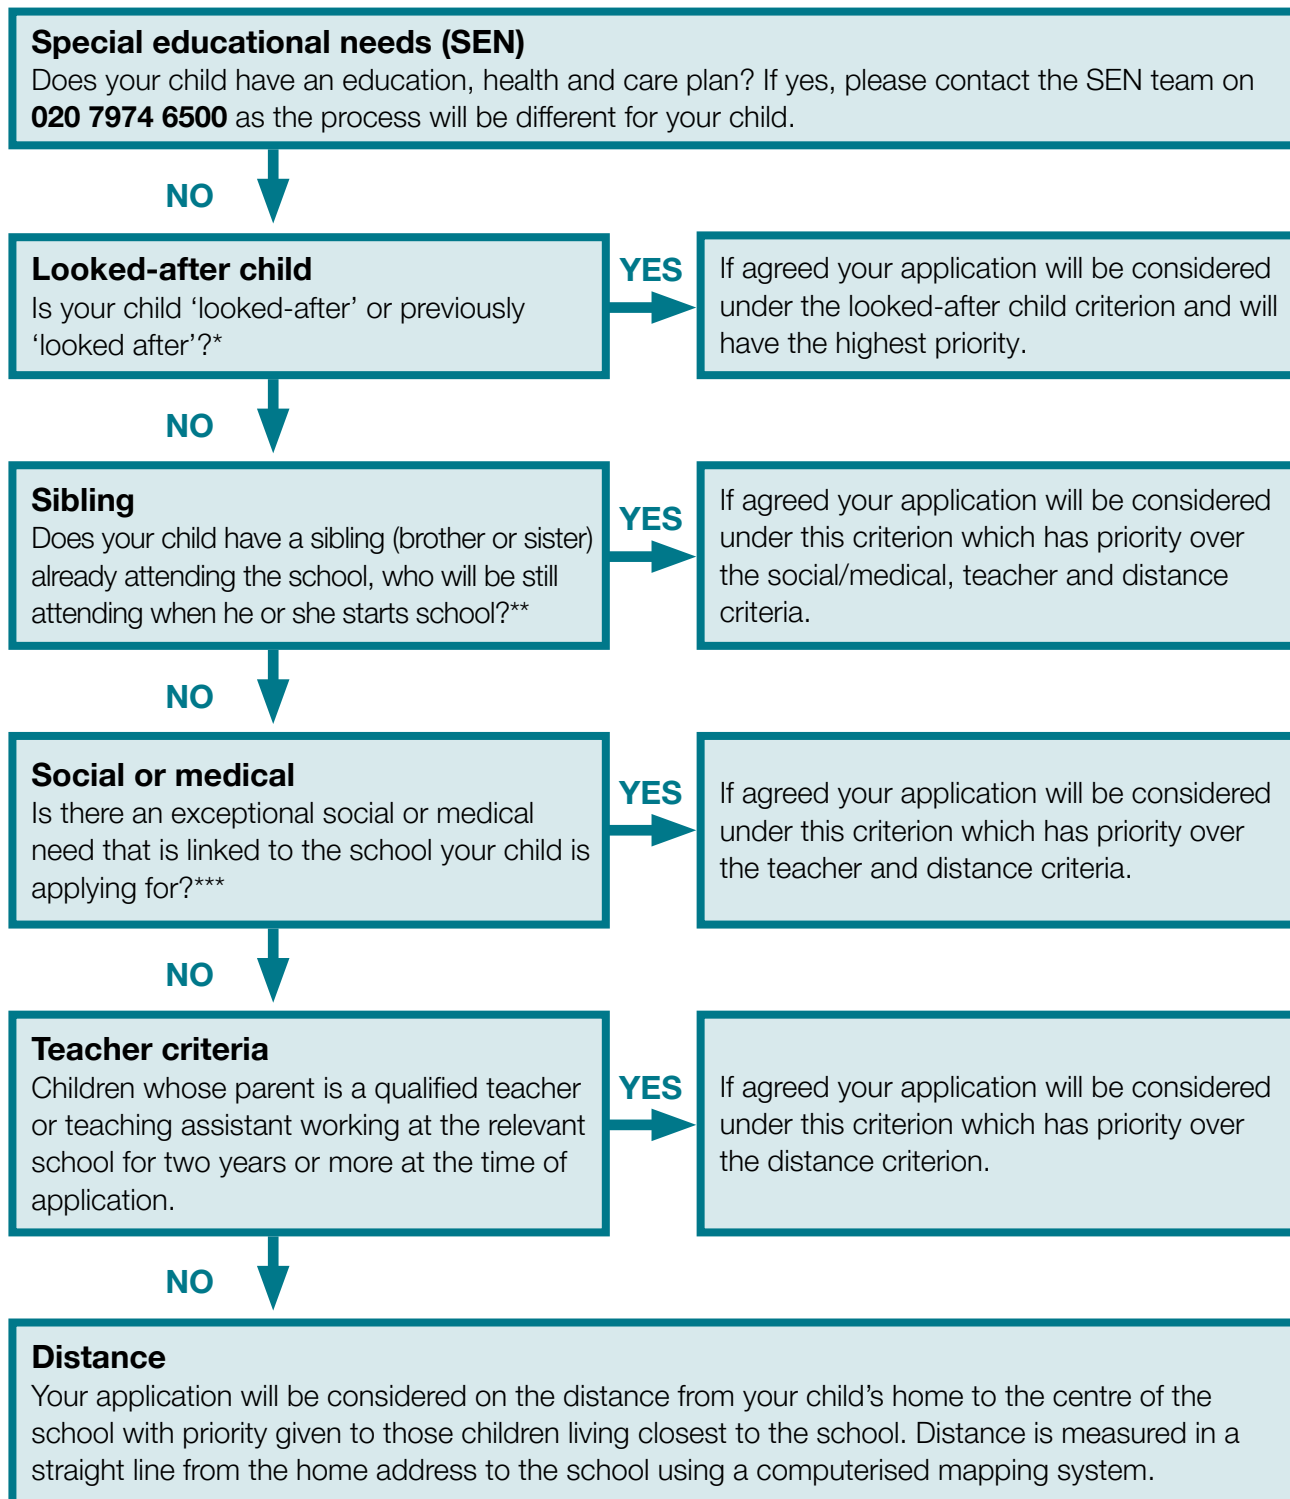 Special educational needs (SEN)
Does your child have an education, health and care plan? If yes, please contact the SEN team on
020 7974 6500 as the process will be different for your child.
NO
Looked-after child
Is your child ‘looked-after’ or previously
‘looked after’?*
YES
If agreed your application will be considered
under the looked-after child criterion and will
have the highest priority.
NO
Sibling
Does your child have a sibling (brother or sister)
already attending the school, who will be still
attending when he or she starts school?**
YES
If agreed your application will be considered
under this criterion which has priority over
the social/medical, teacher and distance
criteria.
NO
Social or medical
Is there an exceptional social or medical
need that is linked to the school your child is
applying for?***
YES
If agreed your application will be considered
under this criterion which has priority over
the teacher and distance criteria.
NO
Teacher criteria
Children whose parent is a qualified teacher
or teaching assistant working at the relevant
school for two years or more at the time of
application.
YES
If agreed your application will be considered
under this criterion which has priority over
the distance criterion.
NO
Distance
Your application will be considered on the distance from your child’s home to the centre of the
school with priority given to those children living closest to the school. Distance is measured in a
straight line from the home address to the school using a computerised mapping system.